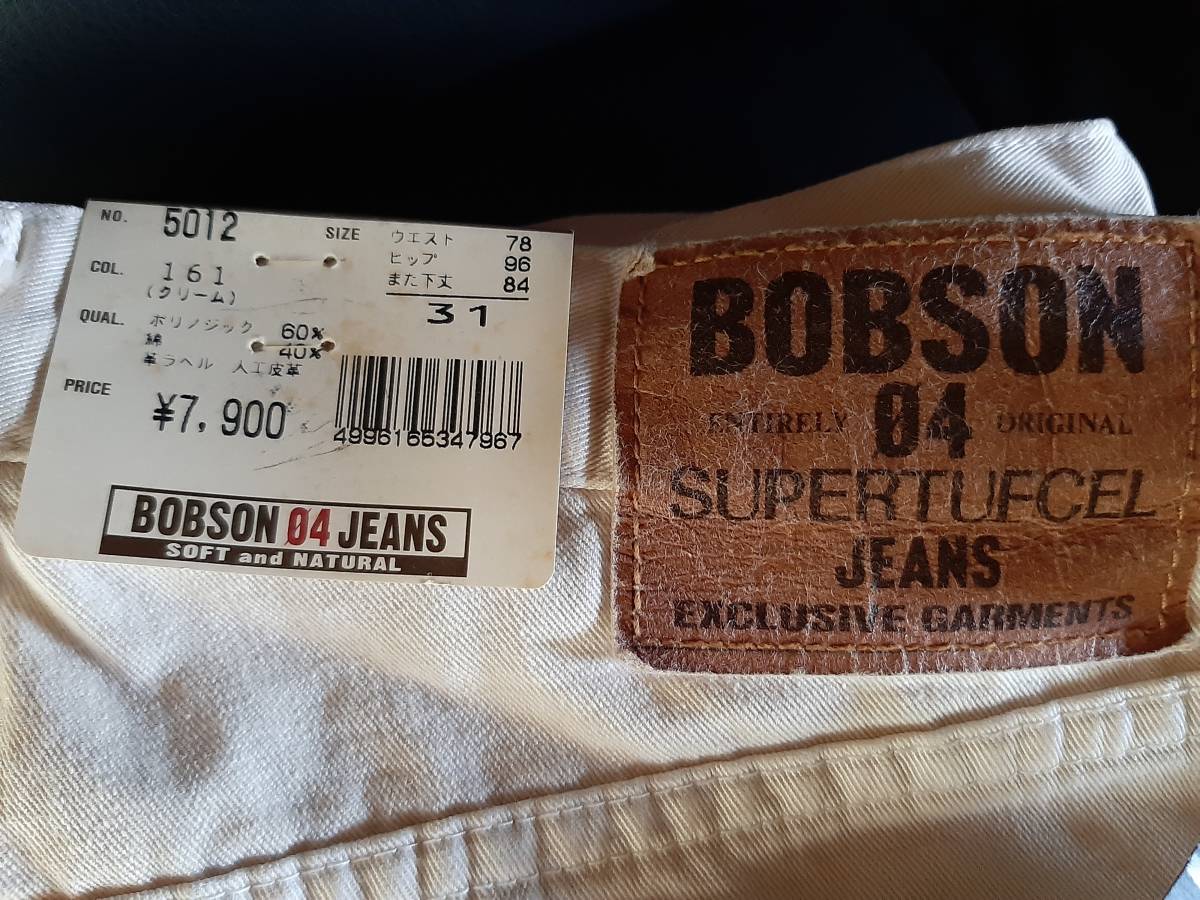 NO. 5012
COL. 161
(クリーム)
QUAL. ポリノジック 60%
綿 40%
革ラベル 人工皮革
PRICE ¥7,900
SIZE ウエスト 78
ヒップ 96
また下丈 84
31
4996165347967
BOBSON Ø4 JEANS
SOFT and NATURAL
BOBSON
ENTIRELY Ø4 ORIGINAL
SUPERTUFCEL
JEANS
EXCLUSIVE GARMENTS